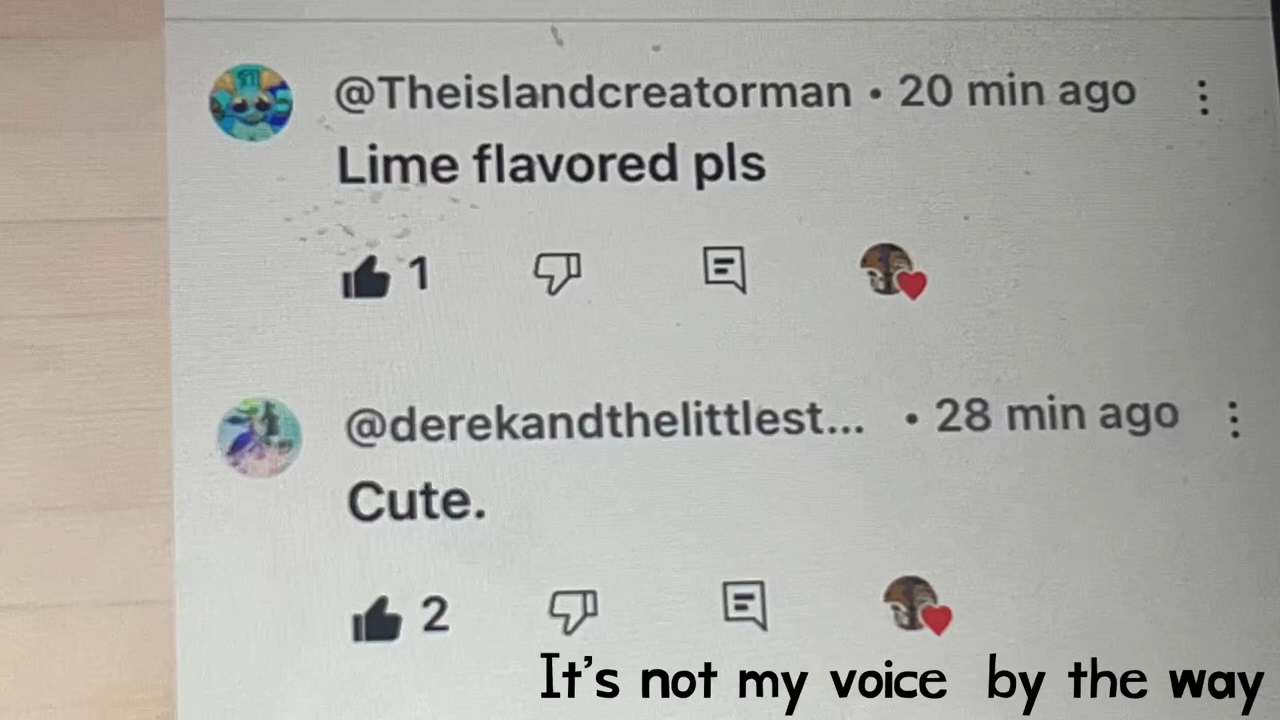 @Theislandcreatorman • 20 min ago
Lime flavored pls
1
@derekandthelittlest... • 28 min ago
Cute.
2
It's not my voice by the way